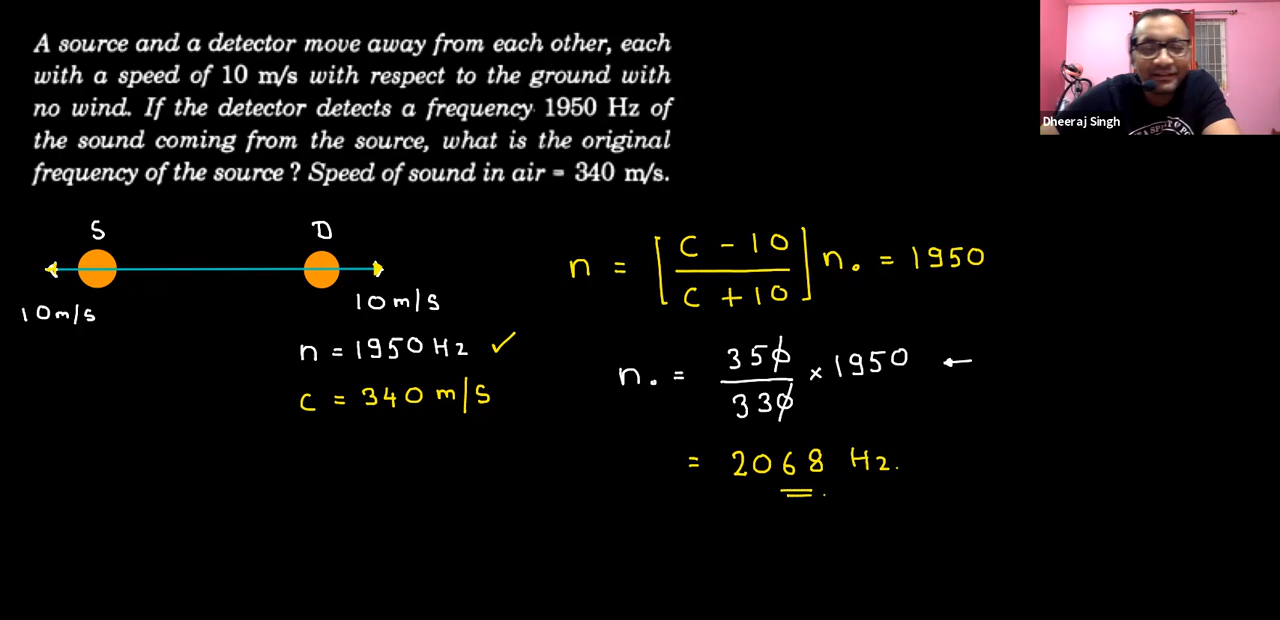 A source and a detector move away from each other, each
with a speed of 10 m/s with respect to the ground with
no wind. If the detector detects a frequency 1950 Hz of
the sound coming from the source, what is the original
frequency of the source ? Speed of sound in air = 340 m/s.
Dheeraj Singh
S D
10m/s 10m/s
n = 1950 Hz ✓
c = 340 m/s
n = [C - 10 / C + 10] n₀ = 1950
n₀ = 350/330 × 1950 ←
= 2068 Hz.